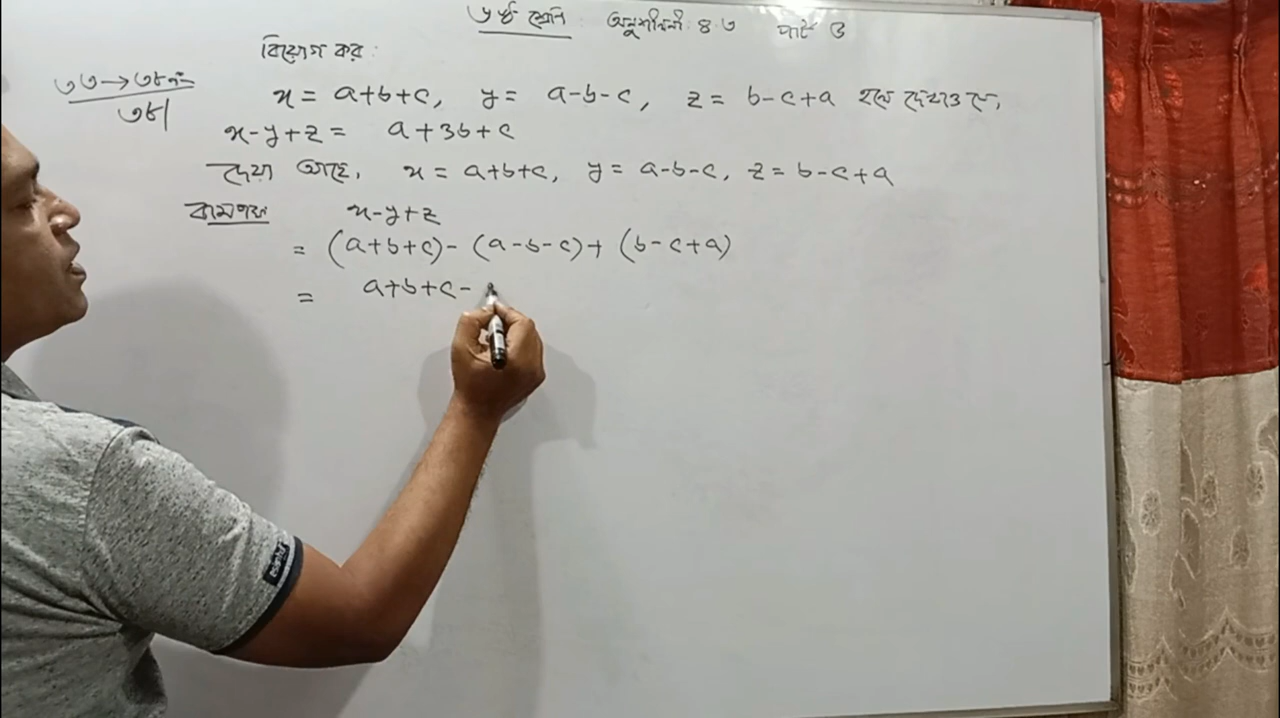 ৬ষ্ঠ শ্রেণি : অনুশীলনী: ৪.৩ পার্ট ৩
বিয়োগ কর:
৩৩→৩৮নং
৩৮।
x = a+b+c, y = a-b-c, z = b-c+a হলে দেখাও যে,
x-y+z = a+3b+c
দেয়া আছে, x = a+b+c, y = a-b-c, z = b-c+a
বামপক্ষ x-y+z
= (a+b+c)-(a-b-c)+(b-c+a)
= a+b+c-